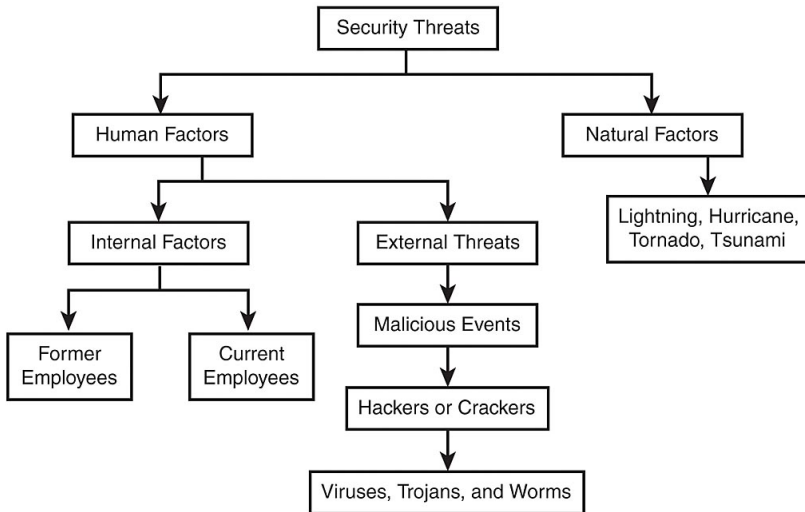 Security Threats
Human Factors
Natural Factors
Lightning, Hurricane,
Tornado, Tsunami
Internal Factors
External Threats
Malicious Events
Former
Employees
Current
Employees
Hackers or Crackers
Viruses, Trojans, and Worms